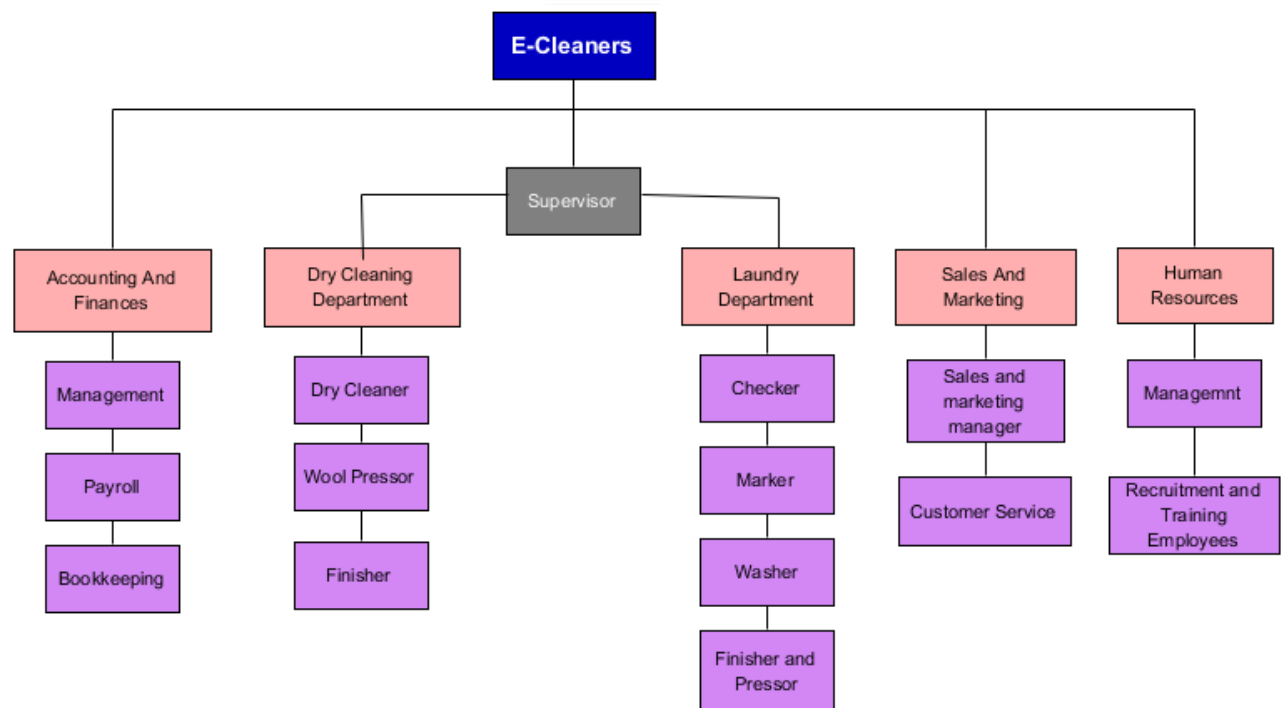 E-Cleaners
Supervisor
Accounting And
Finances
Management
Payroll
Bookkeeping
Dry Cleaning
Department
Dry Cleaner
Wool Pressor
Finisher
Laundry
Department
Checker
Marker
Washer
Finisher and
Pressor
Sales And
Marketing
Sales and
marketing
manager
Customer Service
Human
Resources
Managemnt
Recruitment and
Training
Employees